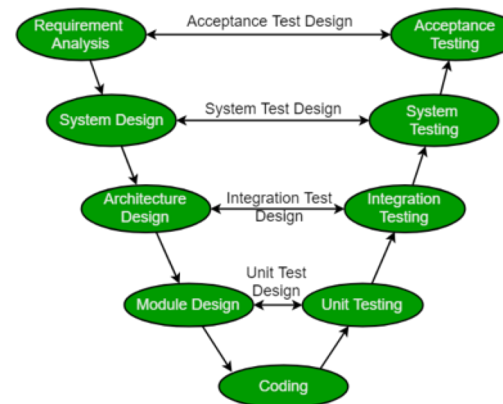 Requirement
Analysis
Acceptance Test Design
Acceptance
Testing
System Design
System Test Design
System
Testing
Architecture
Design
Integration Test
Design
Integration
Testing
Module Design
Unit Test
Design
Unit Testing
Coding